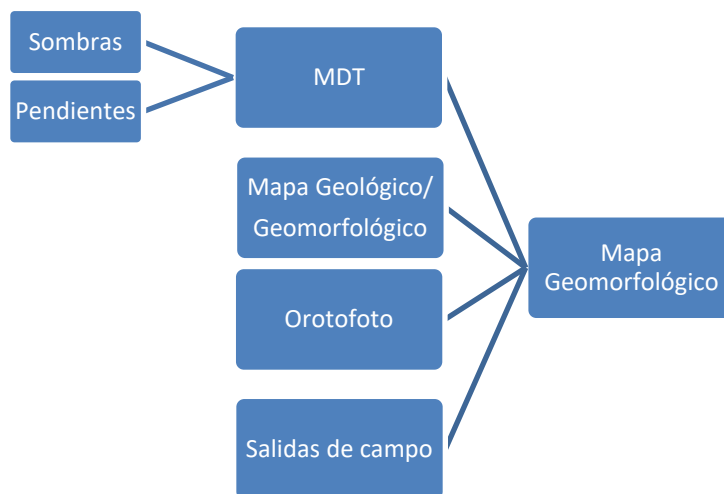 Sombras
Pendientes
MDT
Mapa Geológico/
Geomorfológico
Orotofoto
Salidas de campo
Mapa
Geomorfológico